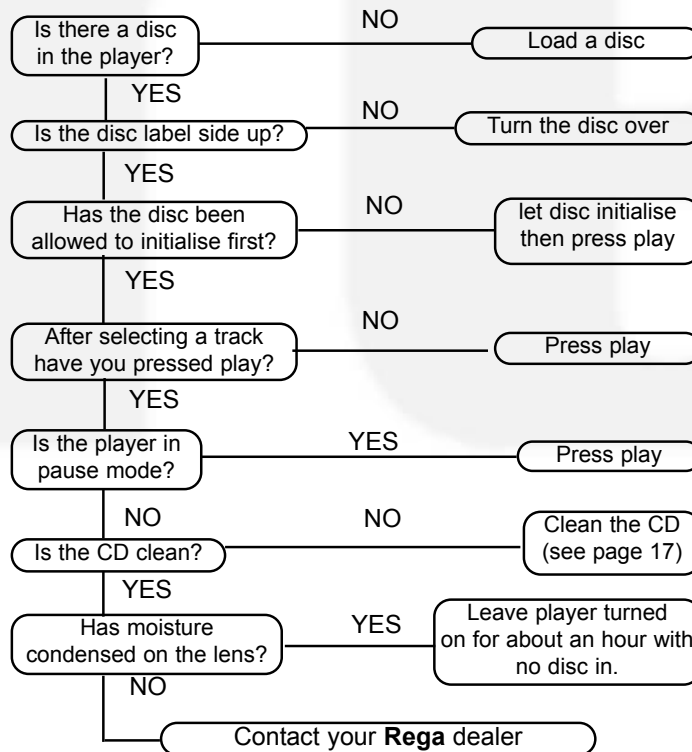 Is there a disc
in the player?
NO
Load a disc
YES
Is the disc label side up?
NO
Turn the disc over
YES
Has the disc been
allowed to initialise first?
NO
let disc initialise
then press play
YES
After selecting a track
have you pressed play?
NO
Press play
YES
Is the player in
pause mode?
YES
Press play
NO
Is the CD clean?
NO
Clean the CD
(see page 17)
YES
Has moisture
condensed on the lens?
YES
Leave player turned
on for about an hour with
no disc in.
NO
Contact your Rega dealer